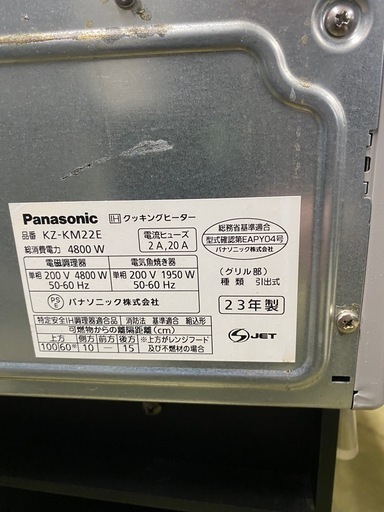 Panasonic IHクッキングヒーター
品番 KZ-KM22E
総消費電力 4800 W
電流ヒューズ
2 A,20 A
総務省基準適合
型式確認第EAPY04号
パナソニック株式会社
電磁調理器
単相 200 V 4800 W
50-60 Hz
電気魚焼き器
単相 200 V 1950 W
50-60 Hz
(グリル部)
種類 引出式
PSE パナソニック株式会社
23年製
特定安全IH調理器適合品 消防法 基準適合 組込形
可燃物からの離隔距離(cm)
上方 側方 前方 後方 ※上方がレンジフード
100(60※) 10 — 15 及び不燃材の場合
S JET